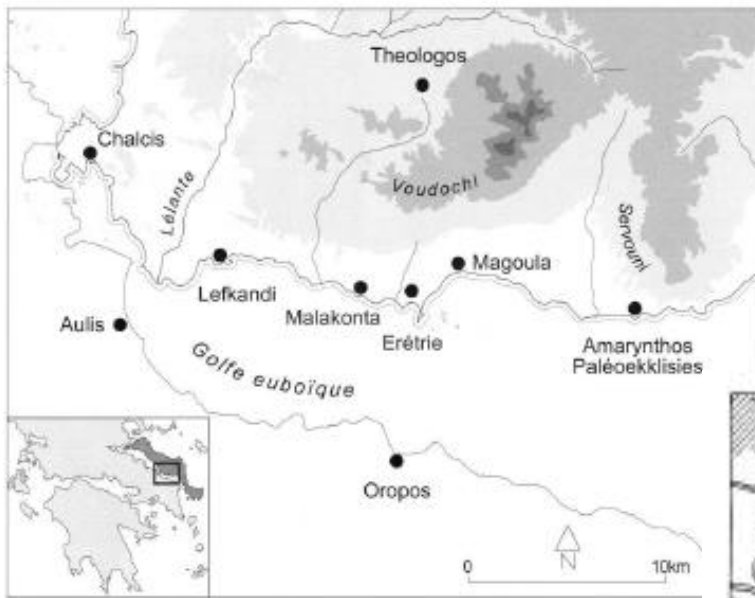 Theologos
Chalcis
Lélante
Voudochi
Servouni
Lefkandi
Magoula
Malakonta
Erétrie
Aulis
Amarynthos
Paléoekklisies
Golfe euboïque
Oropos
N
0
10km